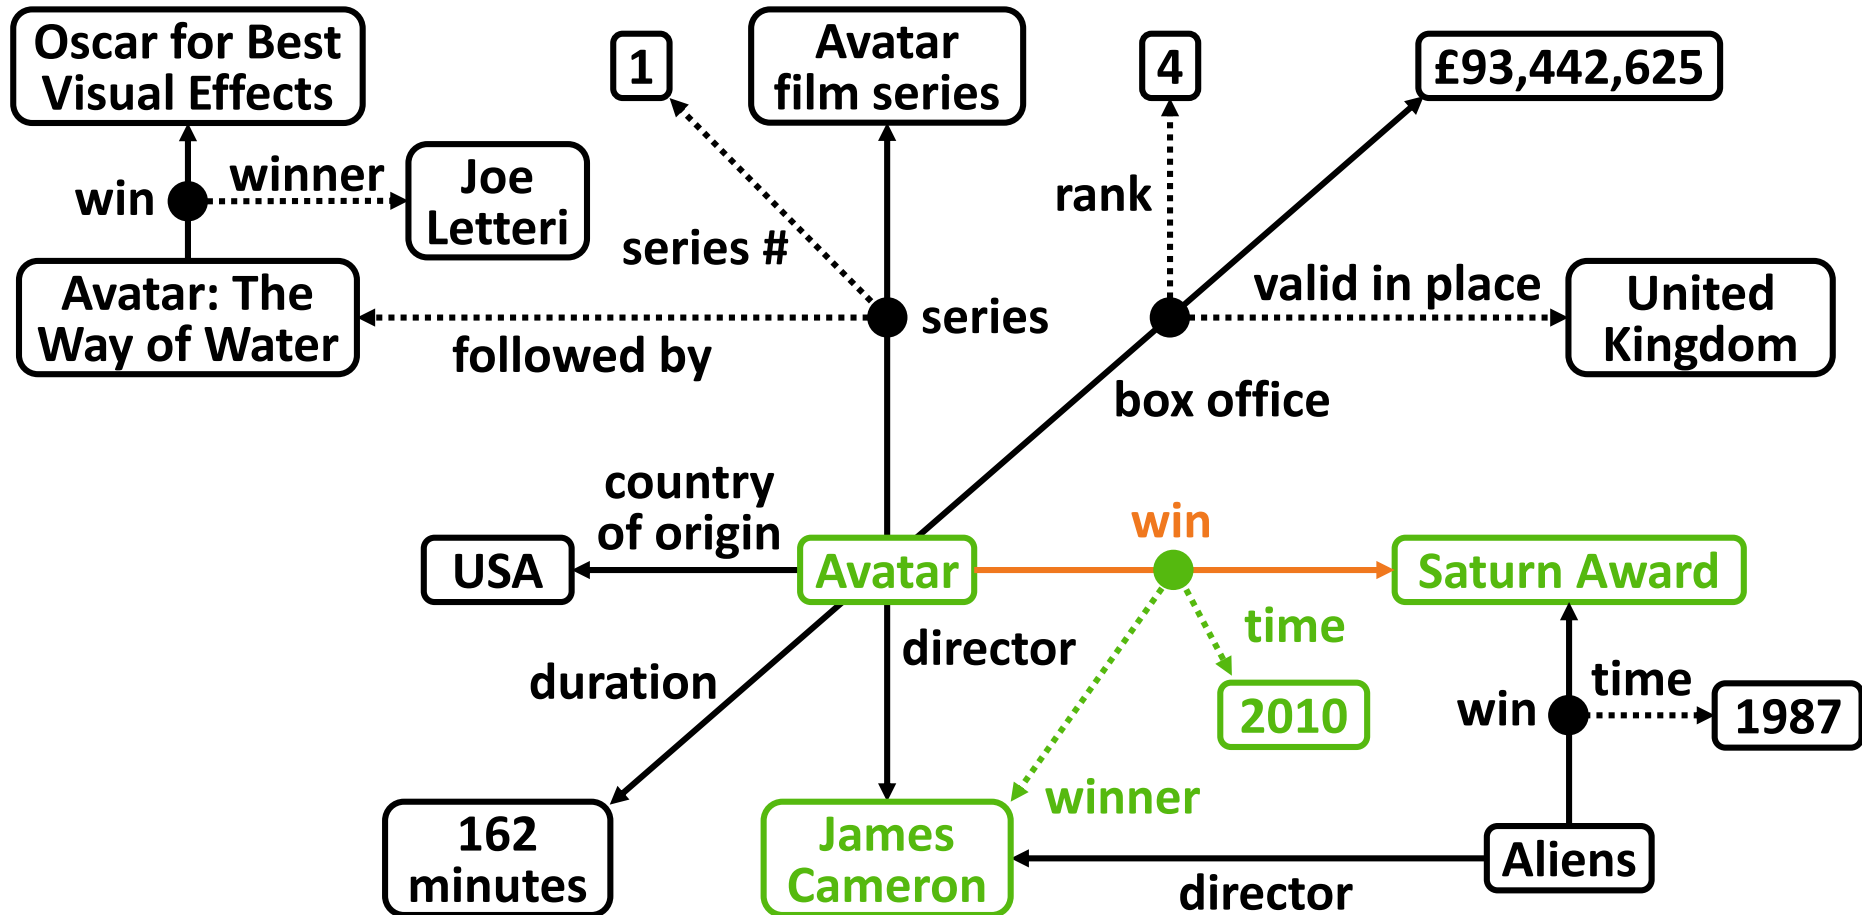 Oscar for Best
Visual Effects
1
Avatar
film series
4
£93,442,625
win
winner
Joe
Letteri
rank
series #
Avatar: The
Way of Water
followed by
series
valid in place
United
Kingdom
box office
country
of origin
win
USA
Avatar
Saturn Award
time
director
duration
2010
win
time
1987
winner
162
minutes
James
Cameron
director
Aliens